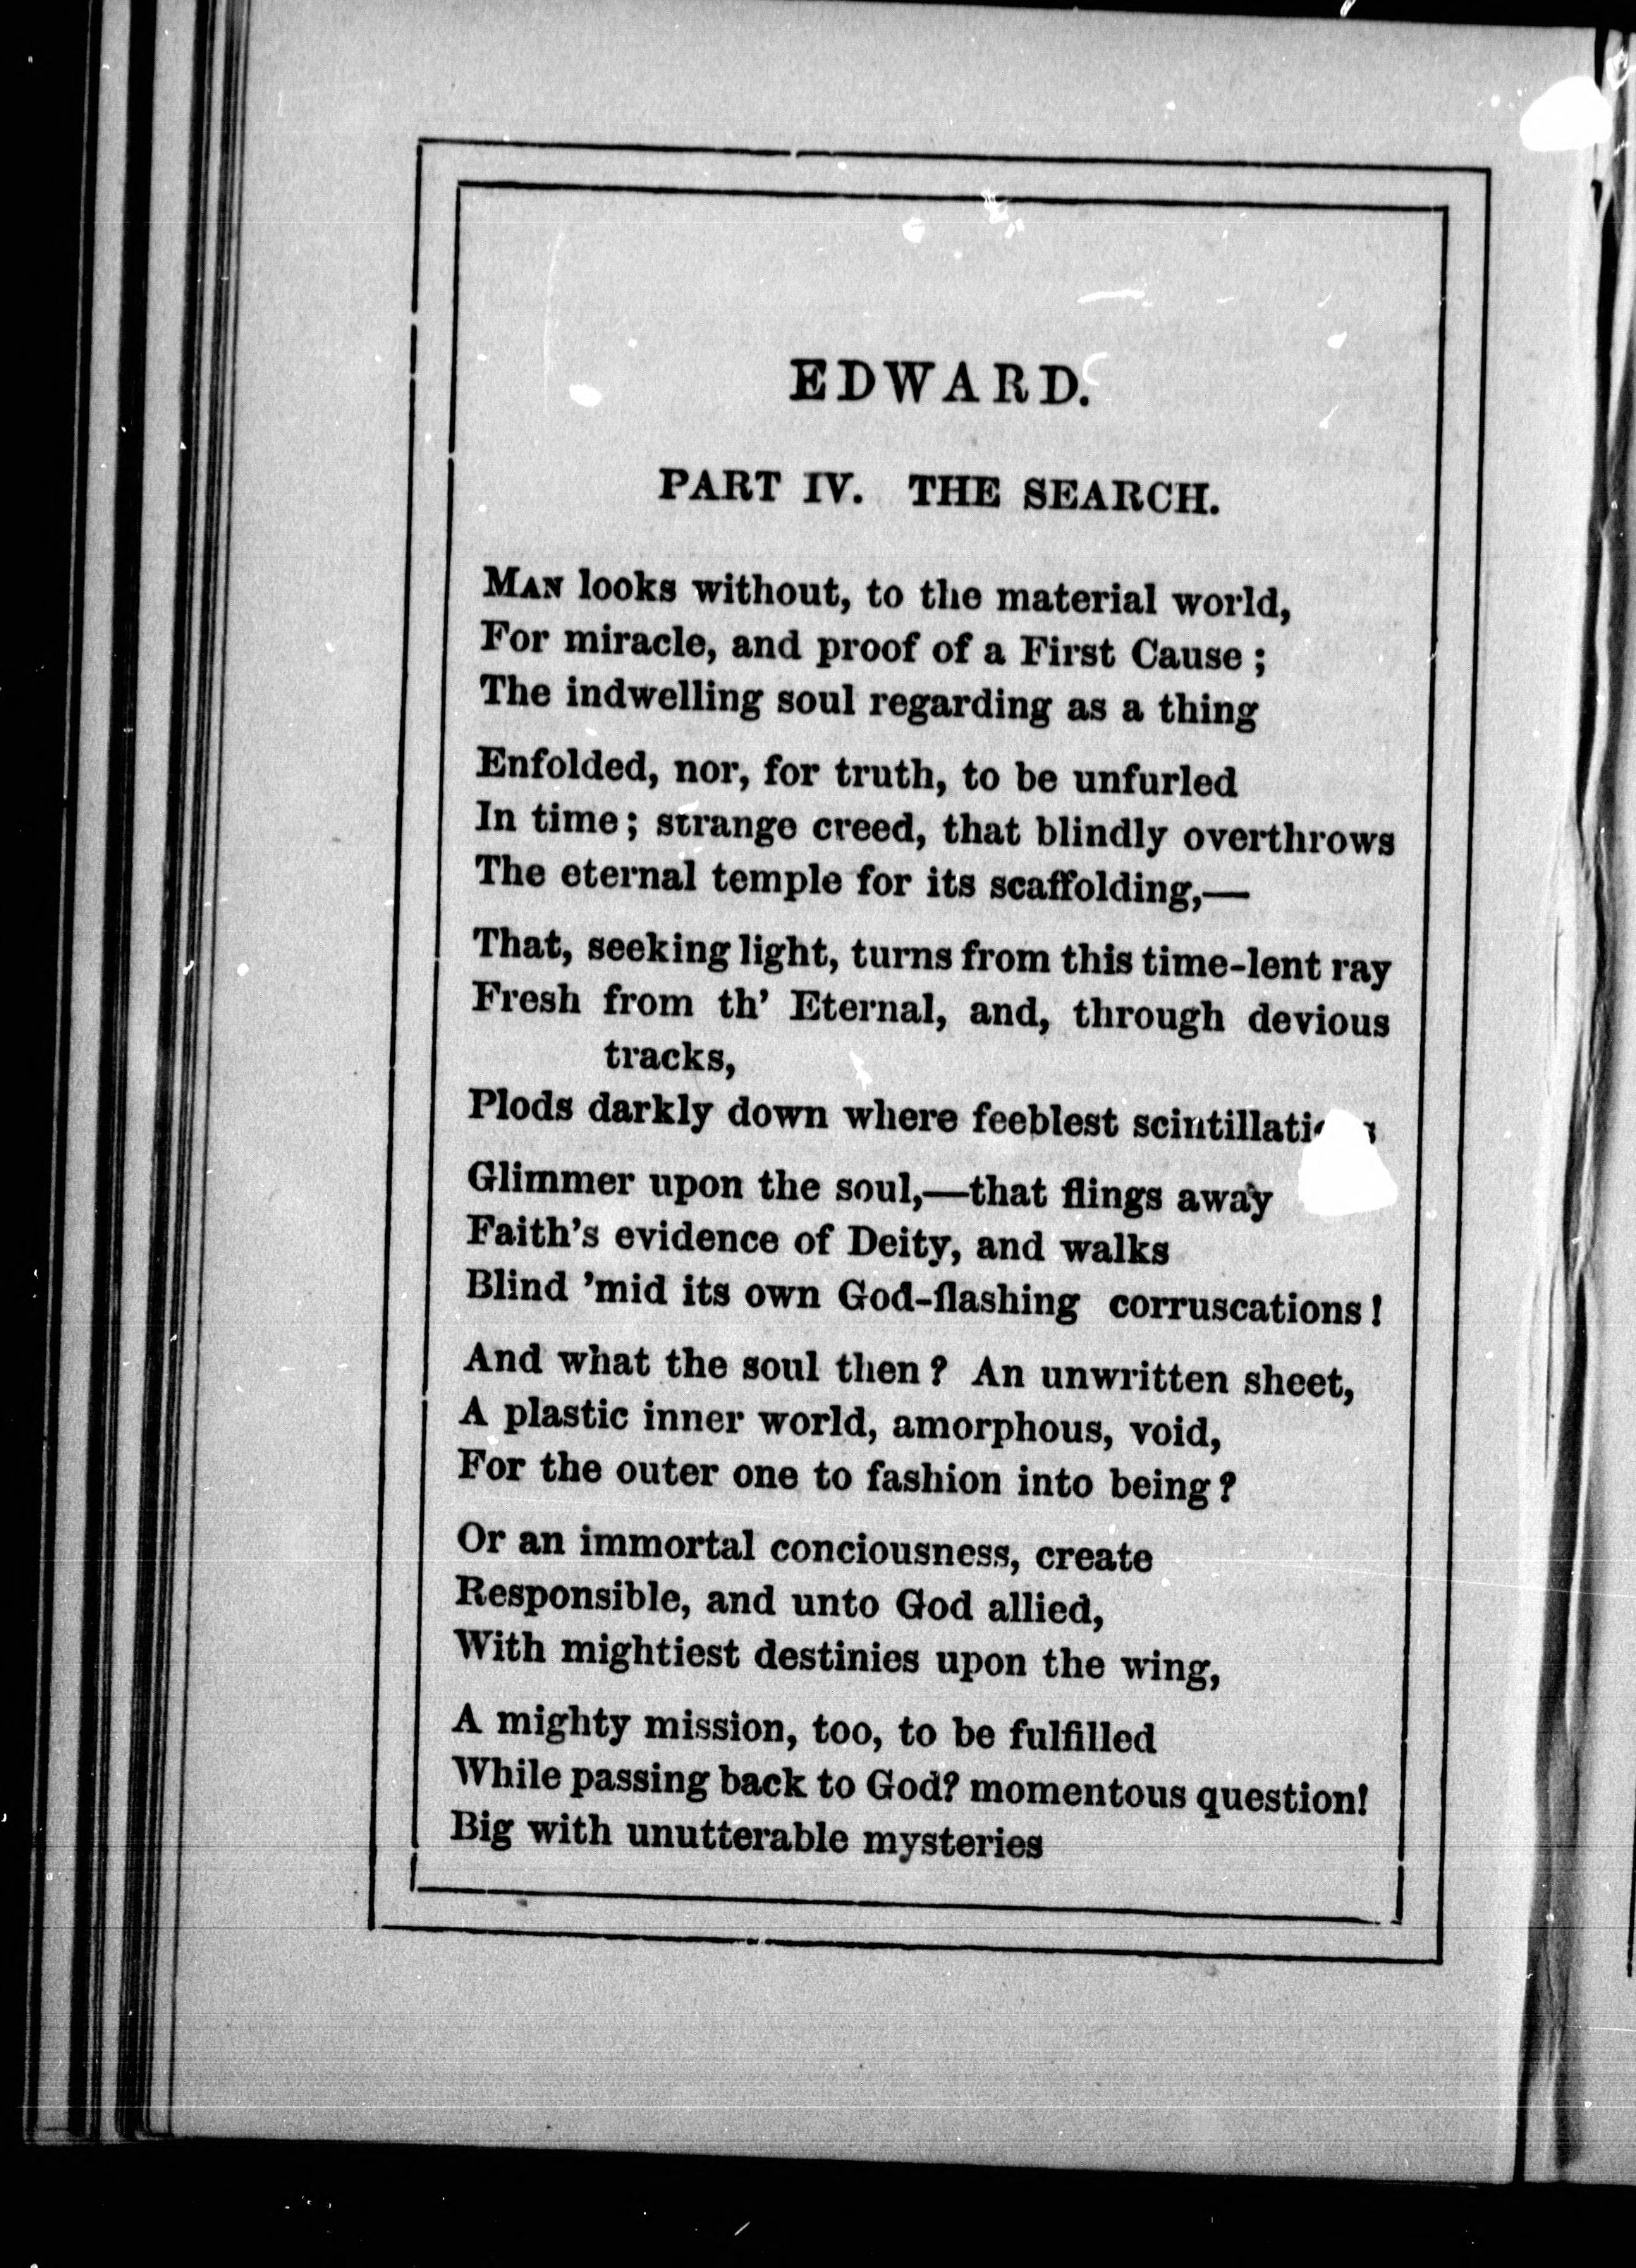 EDWARD.
PART IV. THE SEARCH.
MAN looks without, to the material world,
For miracle, and proof of a First Cause ;
The indwelling soul regarding as a thing
Enfolded, nor, for truth, to be unfurled
In time ; strange creed, that blindly overthrows
The eternal temple for its scaffolding,—
That, seeking light, turns from this time-lent ray
Fresh from th' Eternal, and, through devious
tracks,
Plods darkly down where feeblest
Glimmer upon the soul,—that flings away
Faith's evidence of Deity, and walks
Blind 'mid its own God-flashing corruscations !
And what the soul then ? An unwritten sheet,
A plastic inner world, amorphous, void,
For the outer one to fashion into being ?
Or an immortal conciousness, create
Responsible, and unto God allied,
With mightiest destinies upon the wing,
A mighty mission, too, to be fulfilled
While passing back to God? momentous question!
Big with unutterable mysteries